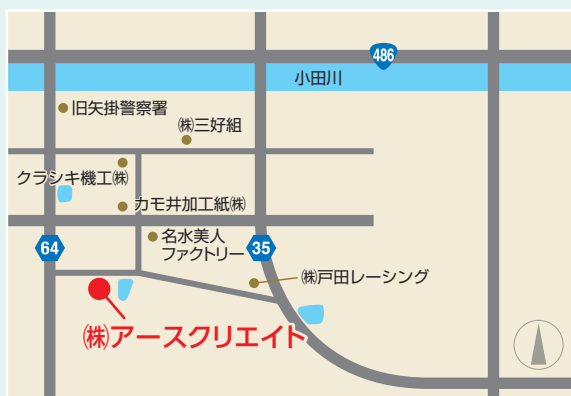 486
小田川
旧矢掛警察署
㈱三好組
クラシキ機工㈱
カモ井加工紙㈱
名水美人
ファクトリー
64
35
㈱戸田レーシング
㈱アースクリエイト